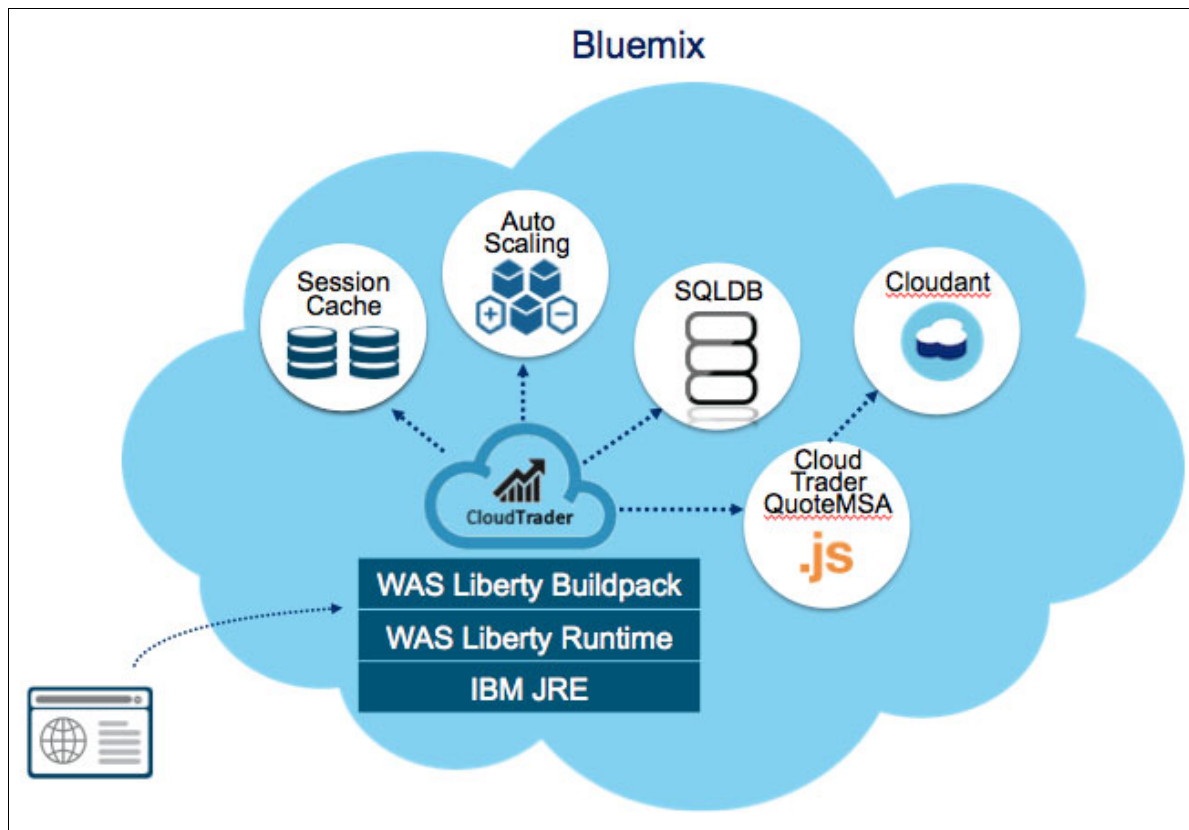 Bluemix
Auto
Scaling
Session
Cache
SQLDB
Cloudant
Cloud
Trader
QuoteMSA
.js
CloudTrader
WAS Liberty Buildpack
WAS Liberty Runtime
IBM JRE